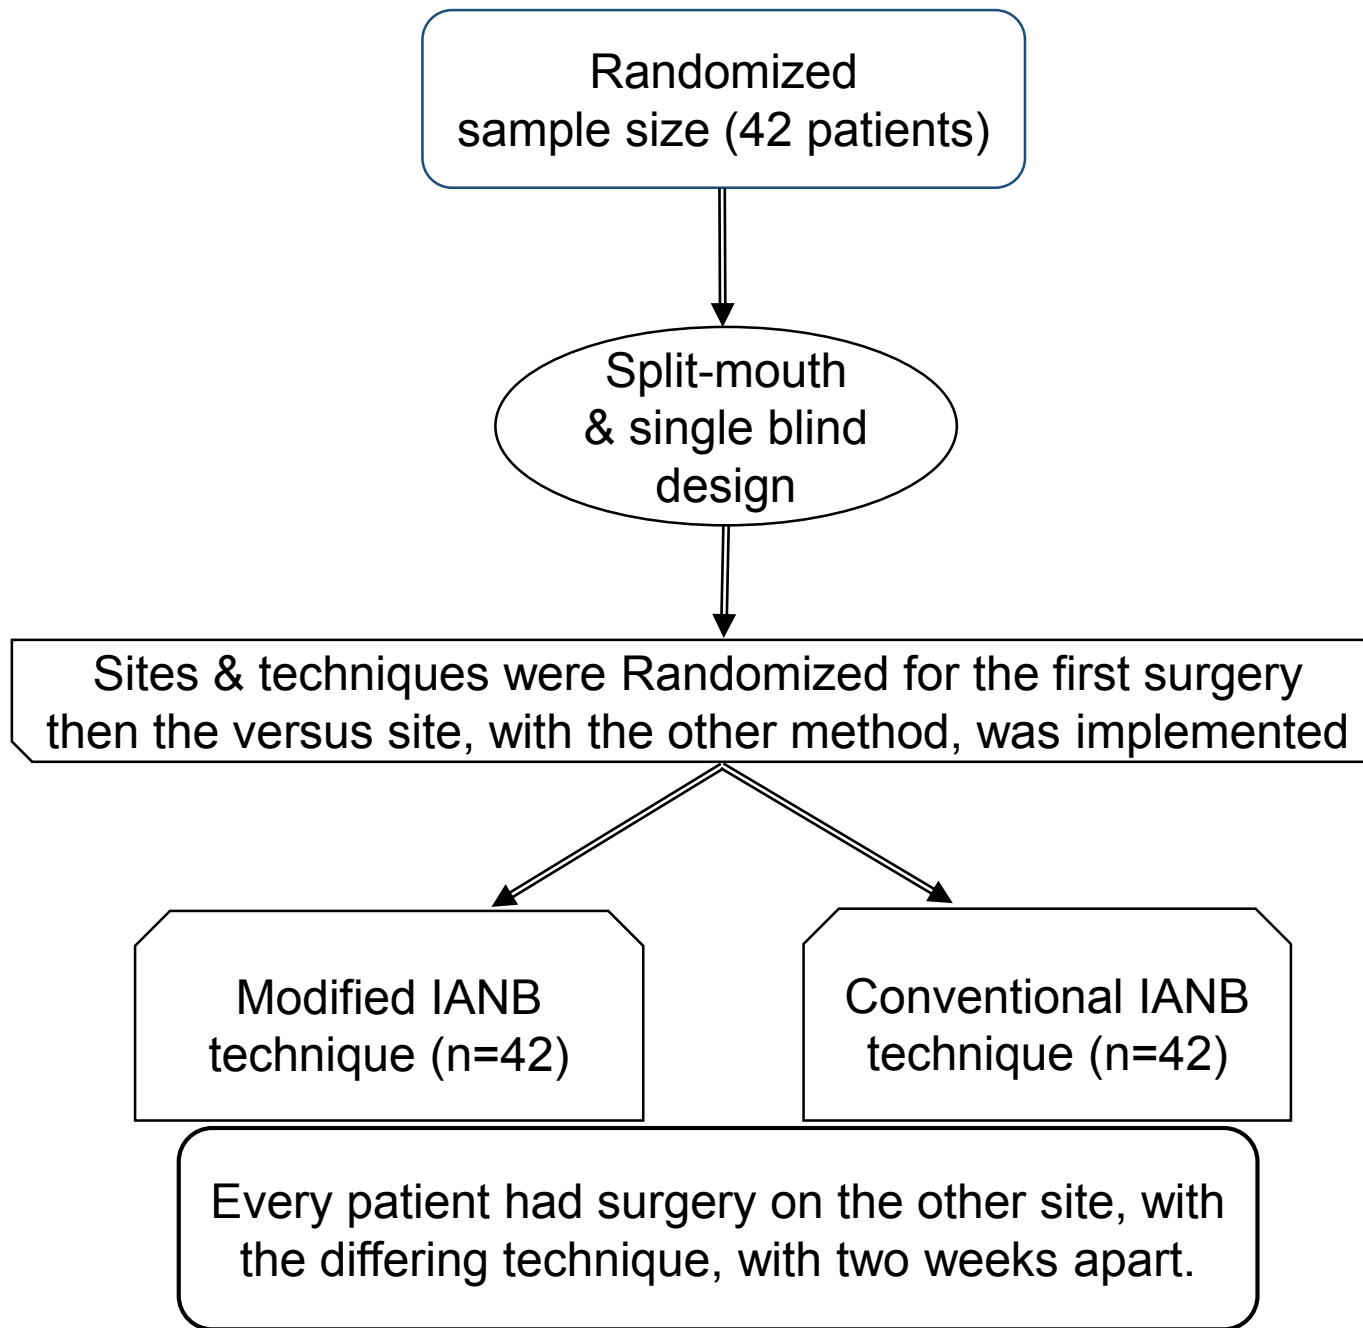 Randomized
sample size (42 patients)
Split-mouth
& single blind
design
Sites & techniques were Randomized for the first surgery
then the versus site, with the other method, was implemented
Modified IANB
technique (n=42)
Conventional IANB
technique (n=42)
Every patient had surgery on the other site, with
the differing technique, with two weeks apart.